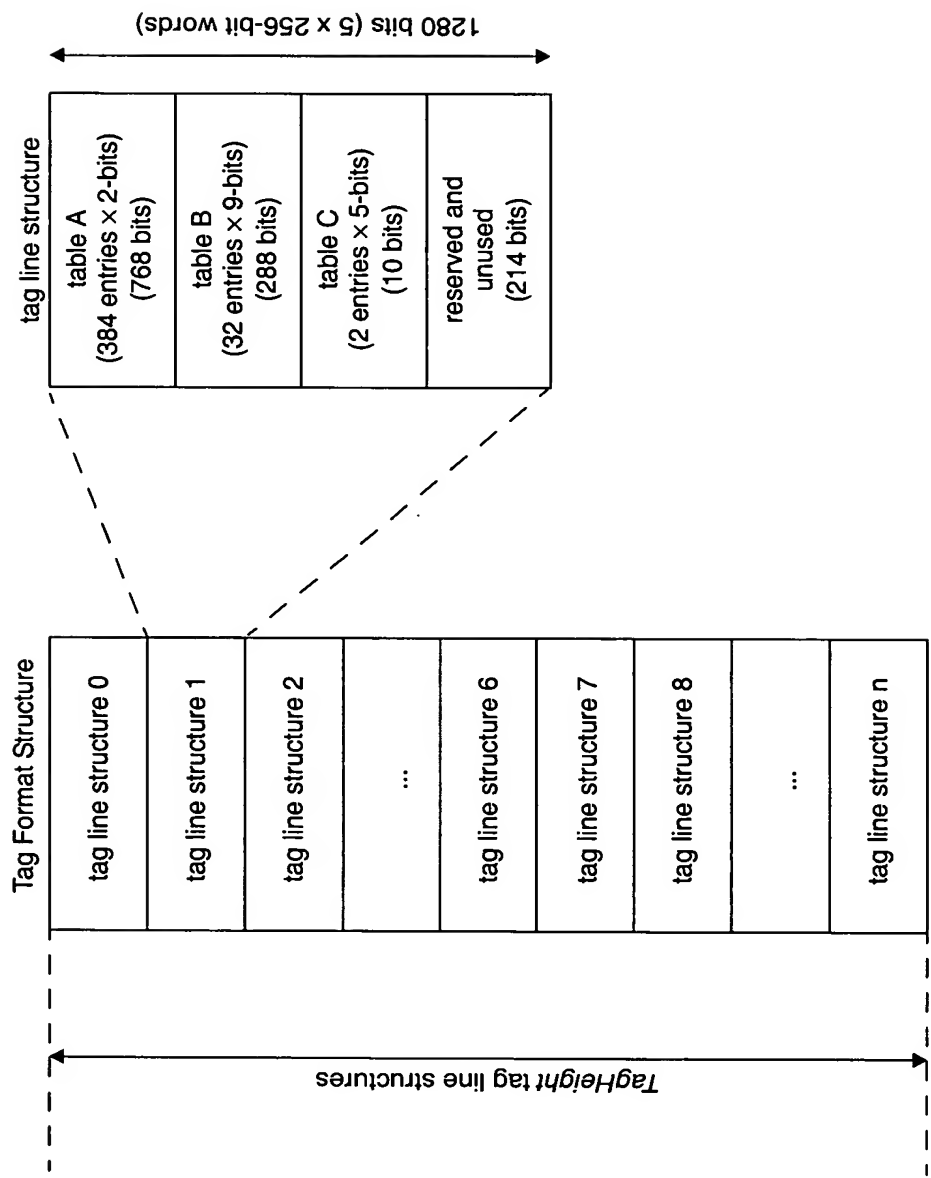 Tag Format Structure
tag line structure 0
tag line structure 1
tag line structure 2
...
tag line structure 6
tag line structure 7
tag line structure 8
...
tag line structure n
TagHeight tag line structures
tag line structure
table A
(384 entries × 2-bits)
(768 bits)
table B
(32 entries × 9-bits)
(288 bits)
table C
(2 entries × 5-bits)
(10 bits)
reserved and
unused
(214 bits)
1280 bits (5 x 256-bit words)